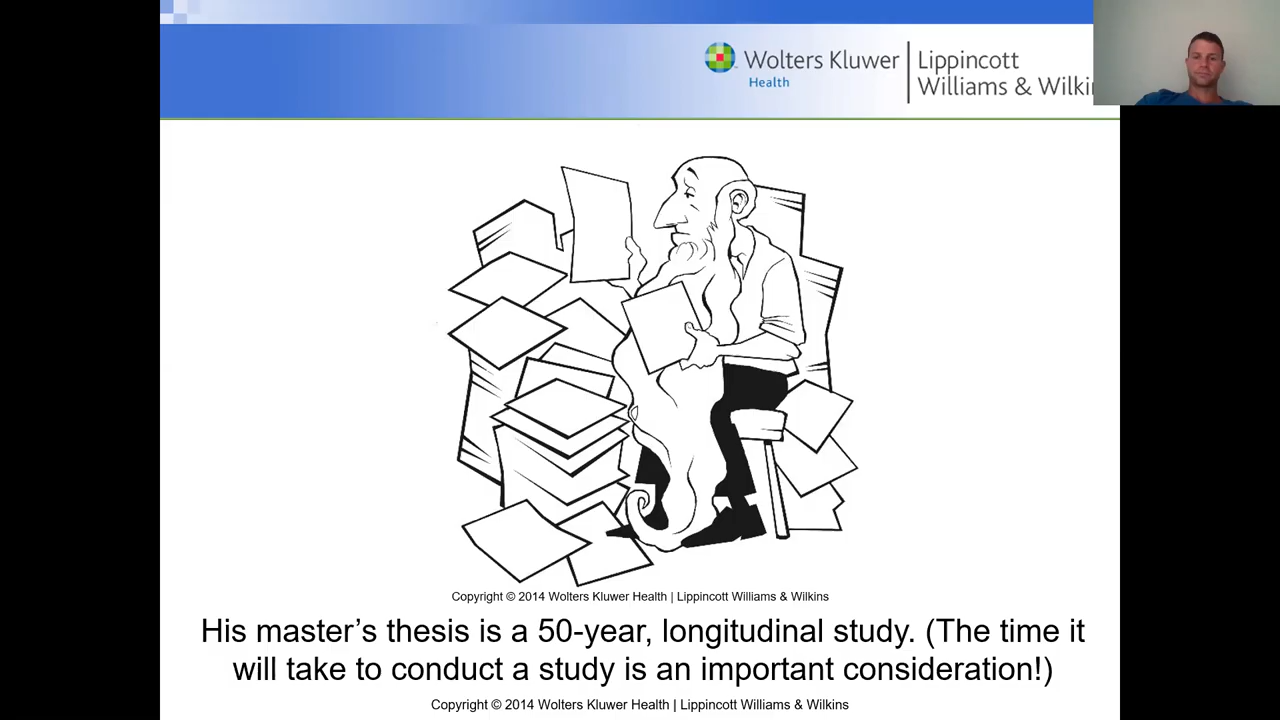 Wolters Kluwer
Health
Lippincott
Williams & Wilki
Copyright © 2014 Wolters Kluwer Health | Lippincott Williams & Wilkins
His master's thesis is a 50-year, longitudinal study. (The time it
will take to conduct a study is an important consideration!)
Copyright © 2014 Wolters Kluwer Health | Lippincott Williams & Wilkins